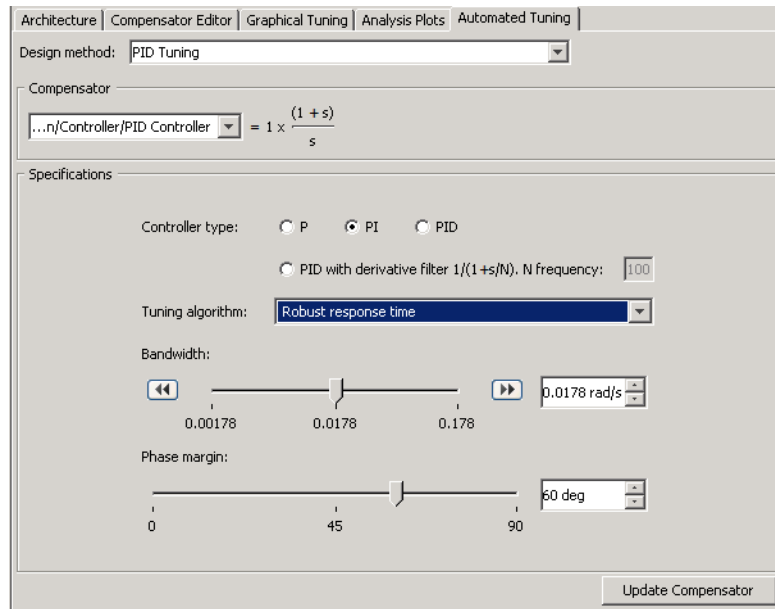 Architecture Compensator Editor Graphical Tuning Analysis Plots Automated Tuning
Design method: PID Tuning
Compensator
...n/Controller/PID Controller = 1 x (1 + s)
s
Specifications
Controller type: P PI PID
PID with derivative filter 1/(1+s/N). N frequency: 100
Tuning algorithm: Robust response time
Bandwidth:
0.0178 rad/s
0.00178 0.0178 0.178
Phase margin:
60 deg
0 45 90
Update Compensator